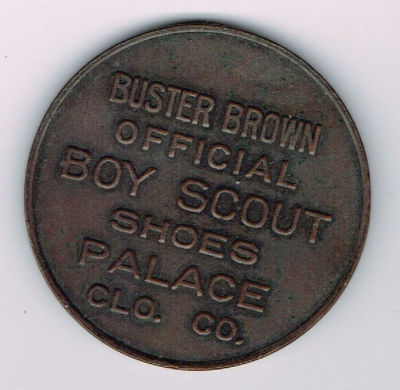 BUSTER BROWN
OFFICIAL
BOY SCOUT
SHOES
PALACE
CLO. CO.